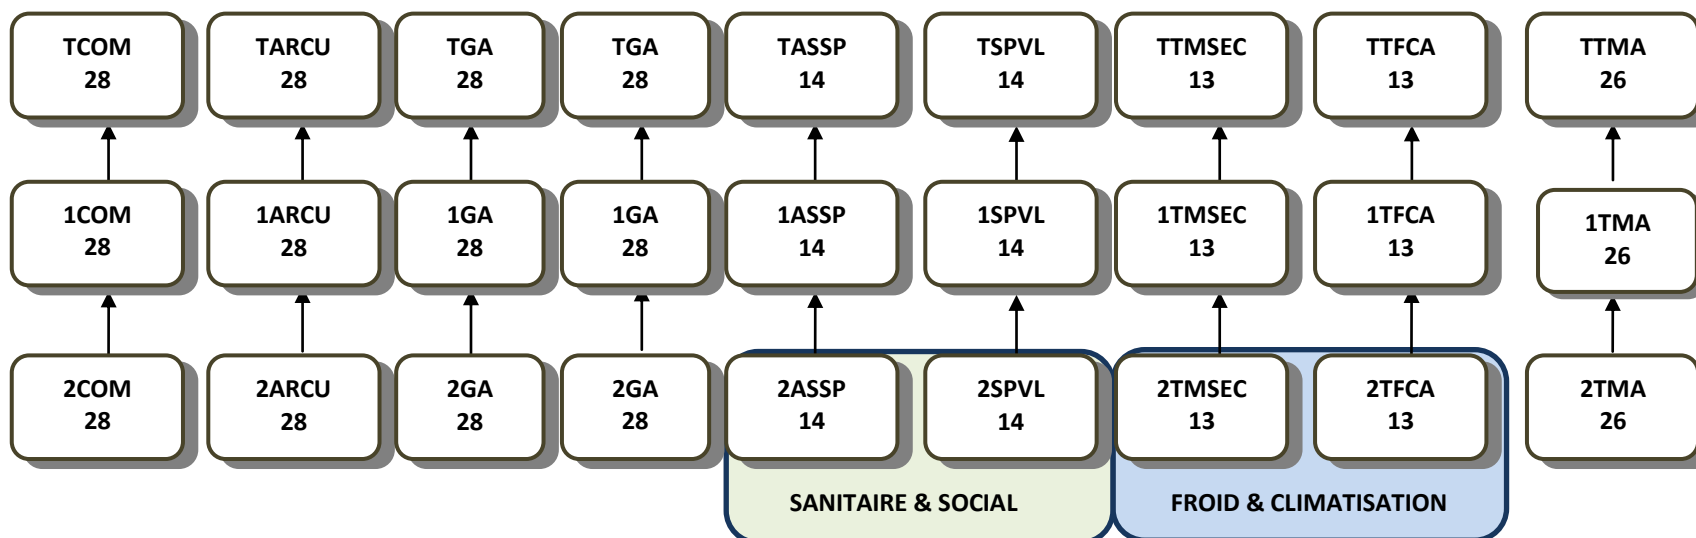 TCOM
28
TARCU
28
TGA
28
TGA
28
TASSP
14
TSPVL
14
TTMSEC
13
TTFCA
13
TTMA
26
1COM
28
1ARCU
28
1GA
28
1GA
28
1ASSP
14
1SPVL
14
1TMSEC
13
1TFCA
13
1TMA
26
2COM
28
2ARCU
28
2GA
28
2GA
28
2ASSP
14
2SPVL
14
2TMSEC
13
2TFCA
13
2TMA
26
SANITAIRE & SOCIAL
FROID & CLIMATISATION